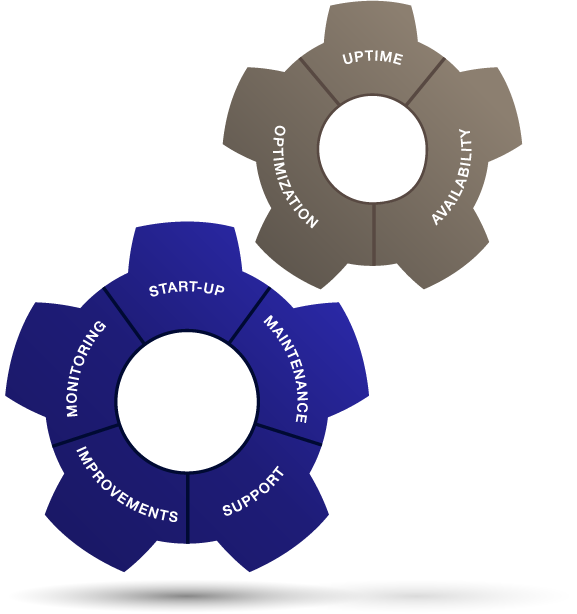 UPTIME
OPTIMIZATION
AVAILABILITY
START-UP
MONITORING
MAINTENANCE
IMPROVEMENTS
SUPPORT